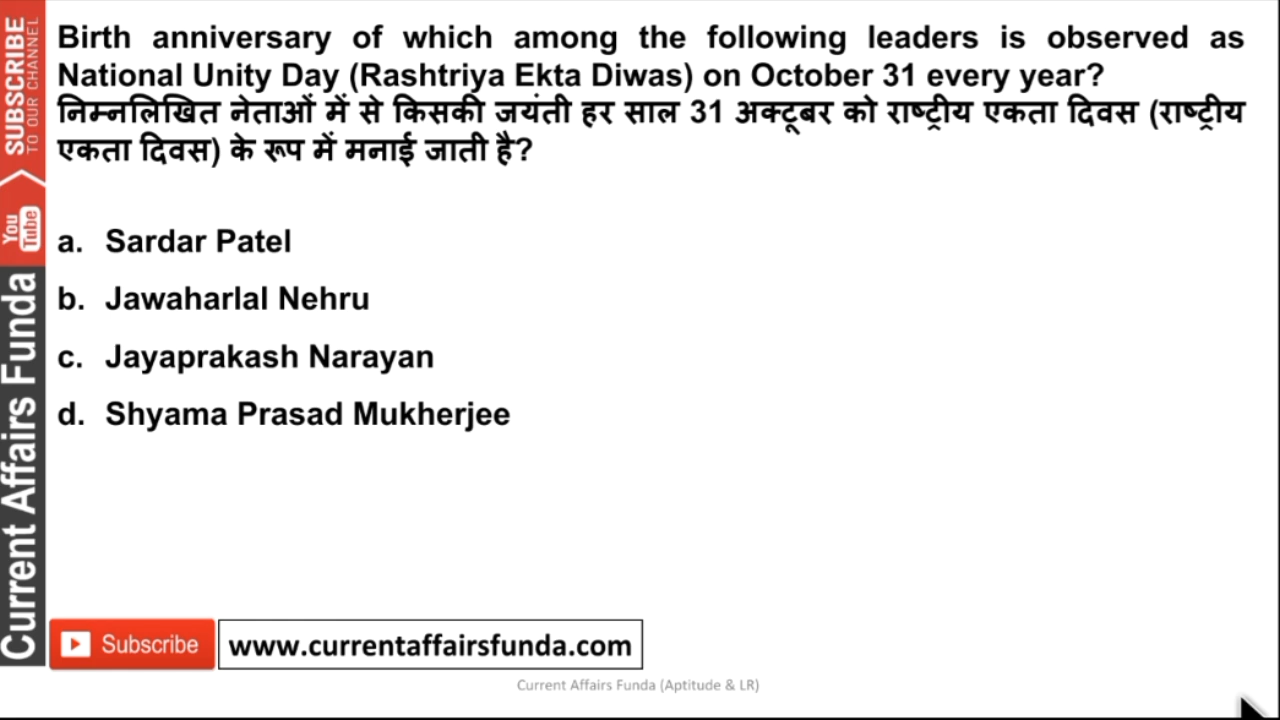 Birth anniversary of which among the following leaders is observed as
National Unity Day (Rashtriya Ekta Diwas) on October 31 every year?
निम्नलिखित नेताओं में से किसकी जयंती हर साल 31 अक्टूबर को राष्ट्रीय एकता दिवस (राष्ट्रीय
एकता दिवस) के रूप में मनाई जाती है?
a. Sardar Patel
b. Jawaharlal Nehru
c. Jayaprakash Narayan
d. Shyama Prasad Mukherjee
SUBSCRIBE
TO OUR CHANNEL
You
Tube
Current Affairs Funda
Subscribe
www.currentaffairsfunda.com
Current Affairs Funda (Aptitude & LR)